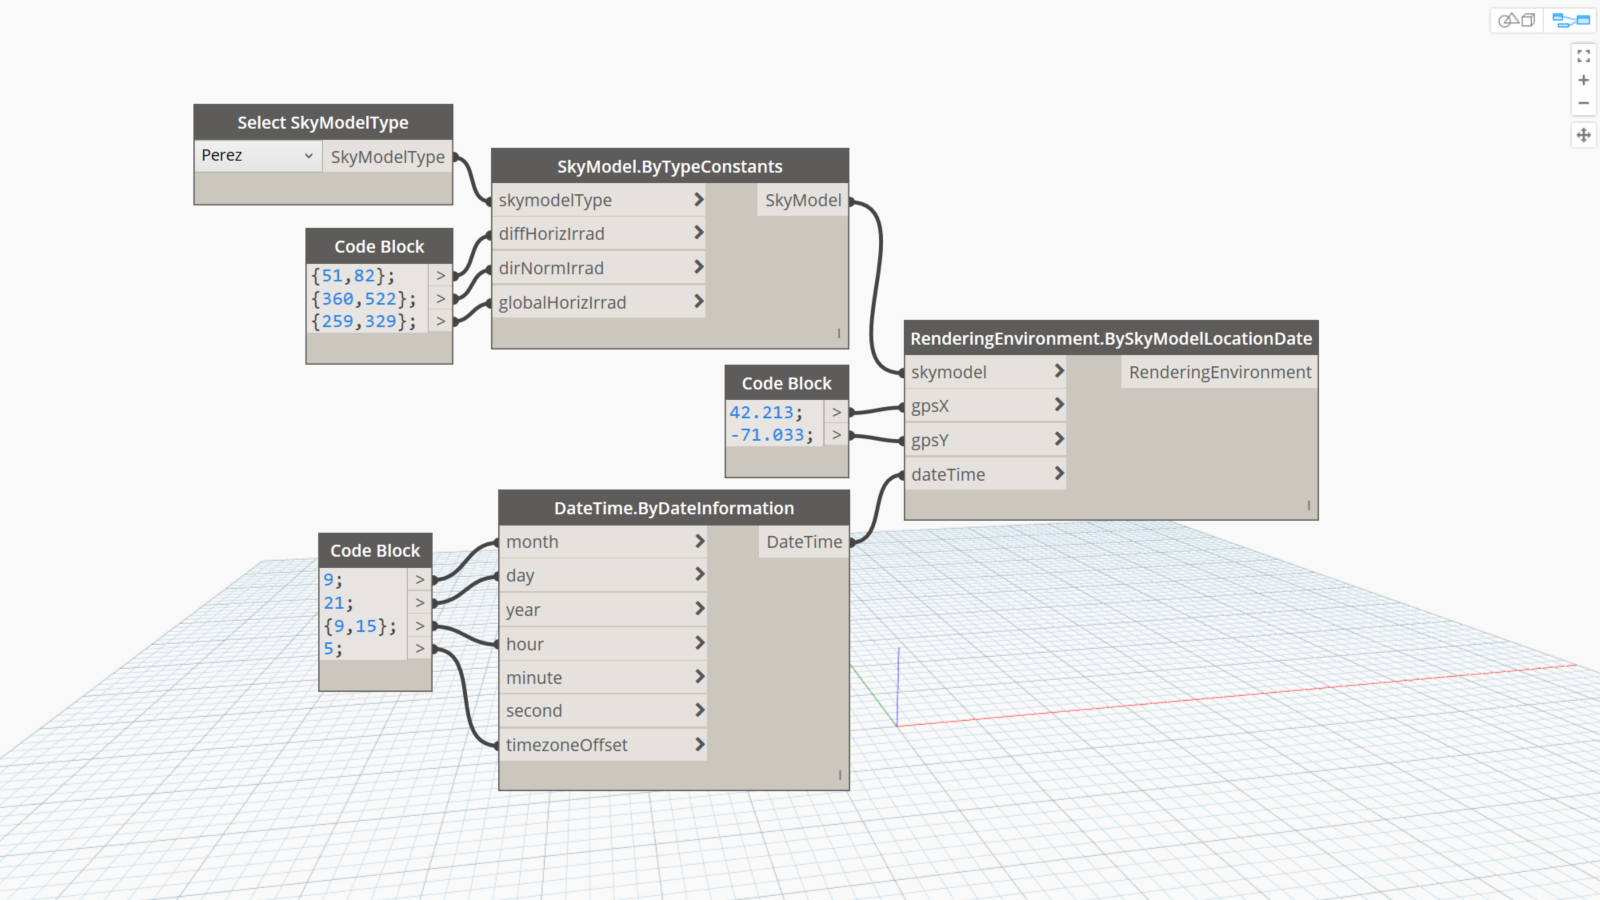 Select SkyModelType
Perez
SkyModelType
SkyModel.ByTypeConstants
skymodelType
SkyModel
diffHorizIrrad
dirNormIrrad
globalHorizIrrad
Code Block
{51,82}; >
{360,522}; >
{259,329}; >
RenderingEnvironment.BySkyModelLocationDate
skymodel
RenderingEnvironment
gpsX
gpsY
dateTime
Code Block
42.213; >
-71.033; >
DateTime.ByDateInformation
month
DateTime
day
year
hour
minute
second
timezoneOffset
Code Block
9; >
21; >
{9,15}; >
5; >